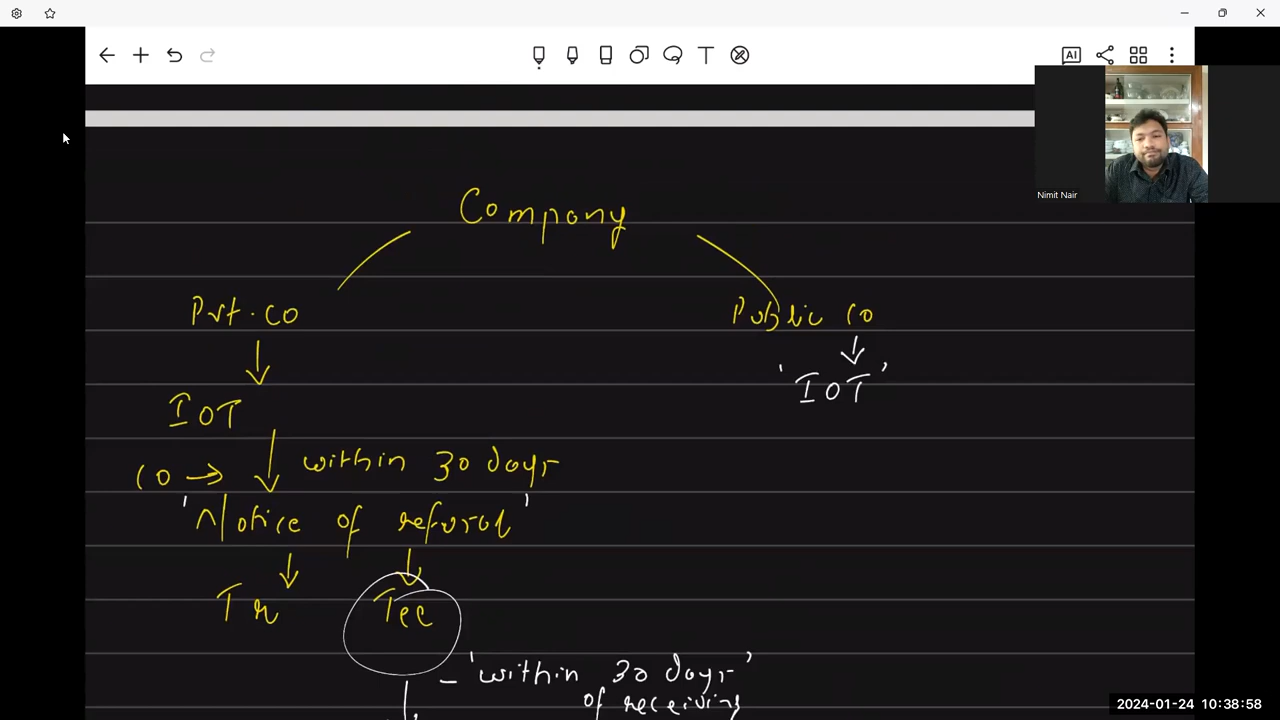 AI
Nimit Nair
Company
Pvt. Co
Public Co
'IOT'
IOT
Co → within 30 days
'Notice of refusal'
Tr
Tee
- 'within 30 days'
of receiving
2024-01-24 10:38:58